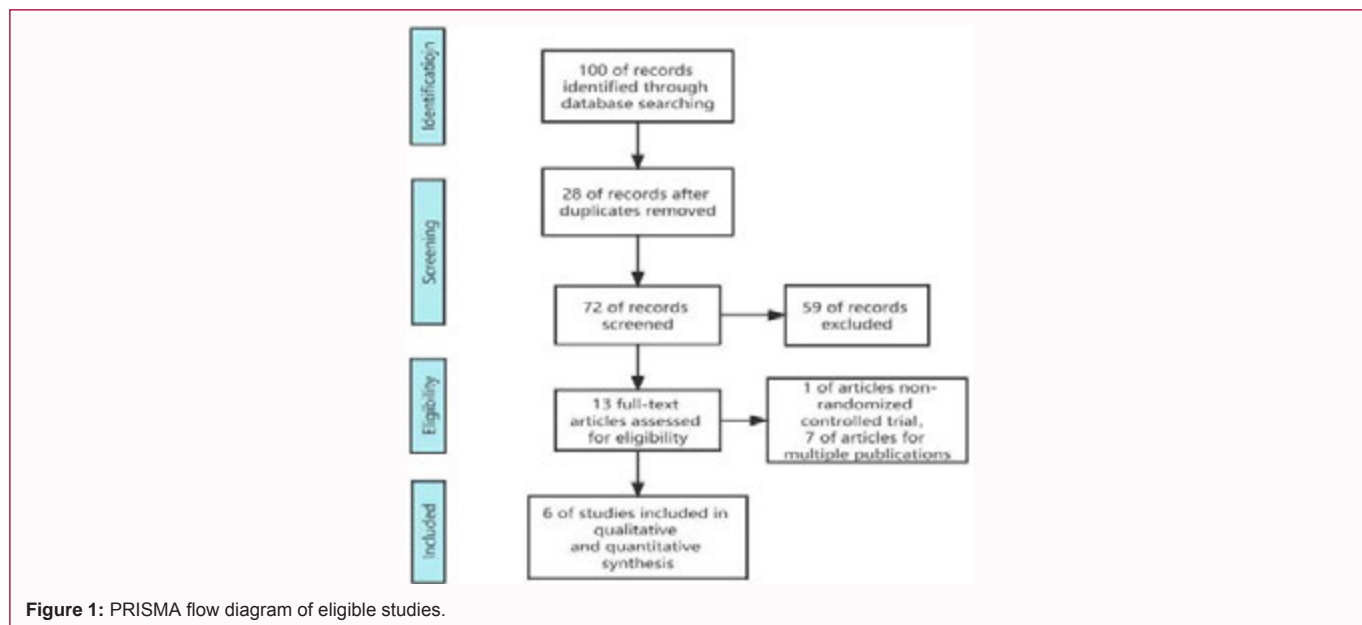 Identificatiojn
100 of records
identified through
database searching
Screening
28 of records after
duplicates removed
72 of records
screened
59 of records
excluded
Eligibility
13 full-text
articles assessed
for eligibility
1 of articles non-
randomized
controlled trial,
7 of articles for
multiple publications
Included
6 of studies included in
qualitative
and quantitative
synthesis
Figure 1: PRISMA flow diagram of eligible studies.